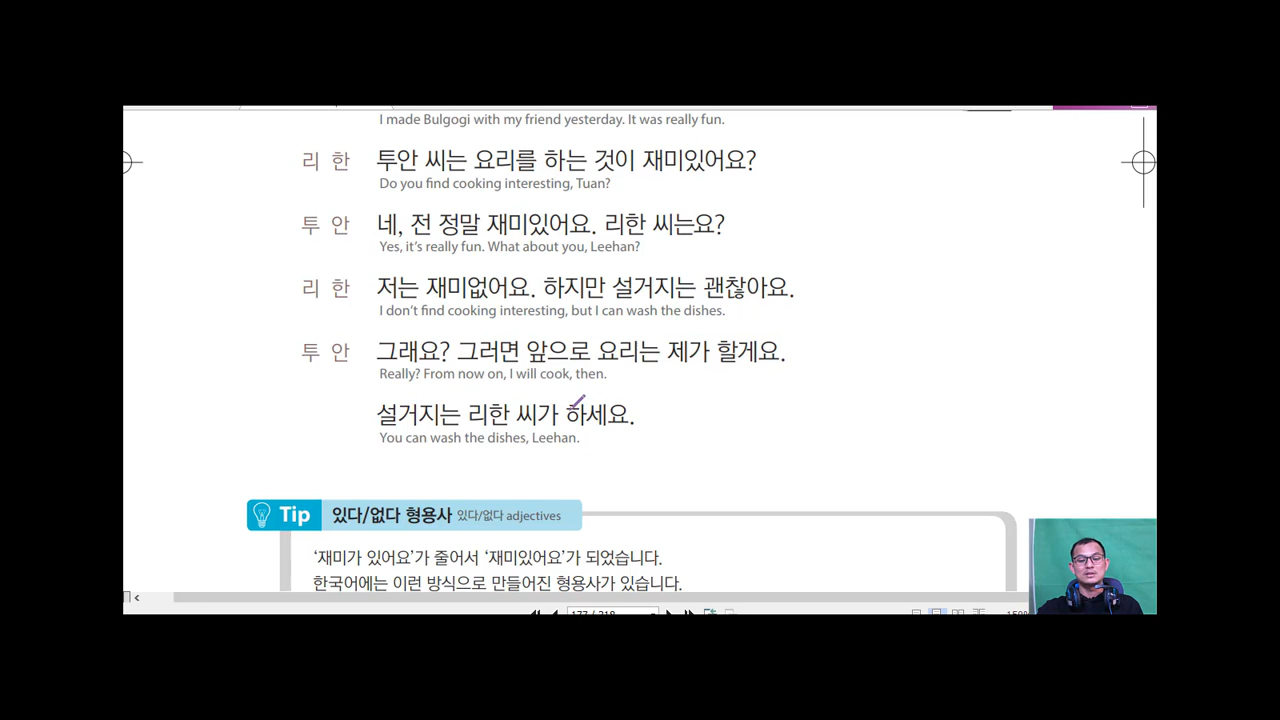 I made Bulgogi with my friend yesterday. It was really fun.
리 한 투안 씨는 요리를 하는 것이 재미있어요?
Do you find cooking interesting, Tuan?
투 안 네, 전 정말 재미있어요. 리한 씨는요?
Yes, it's really fun. What about you, Leehan?
리 한 저는 재미없어요. 하지만 설거지는 괜찮아요.
I don't find cooking interesting, but I can wash the dishes.
투 안 그래요? 그러면 앞으로 요리는 제가 할게요.
Really? From now on, I will cook, then.
설거지는 리한 씨가 하세요.
You can wash the dishes, Leehan.
Tip 있다/없다 형용사 있다/없다 adjectives
‘재미가 있어요’가 줄어서 ‘재미있어요’가 되었습니다.
한국어에는 이런 방식으로 만들어진 형용사가 있습니다.
177 / 318